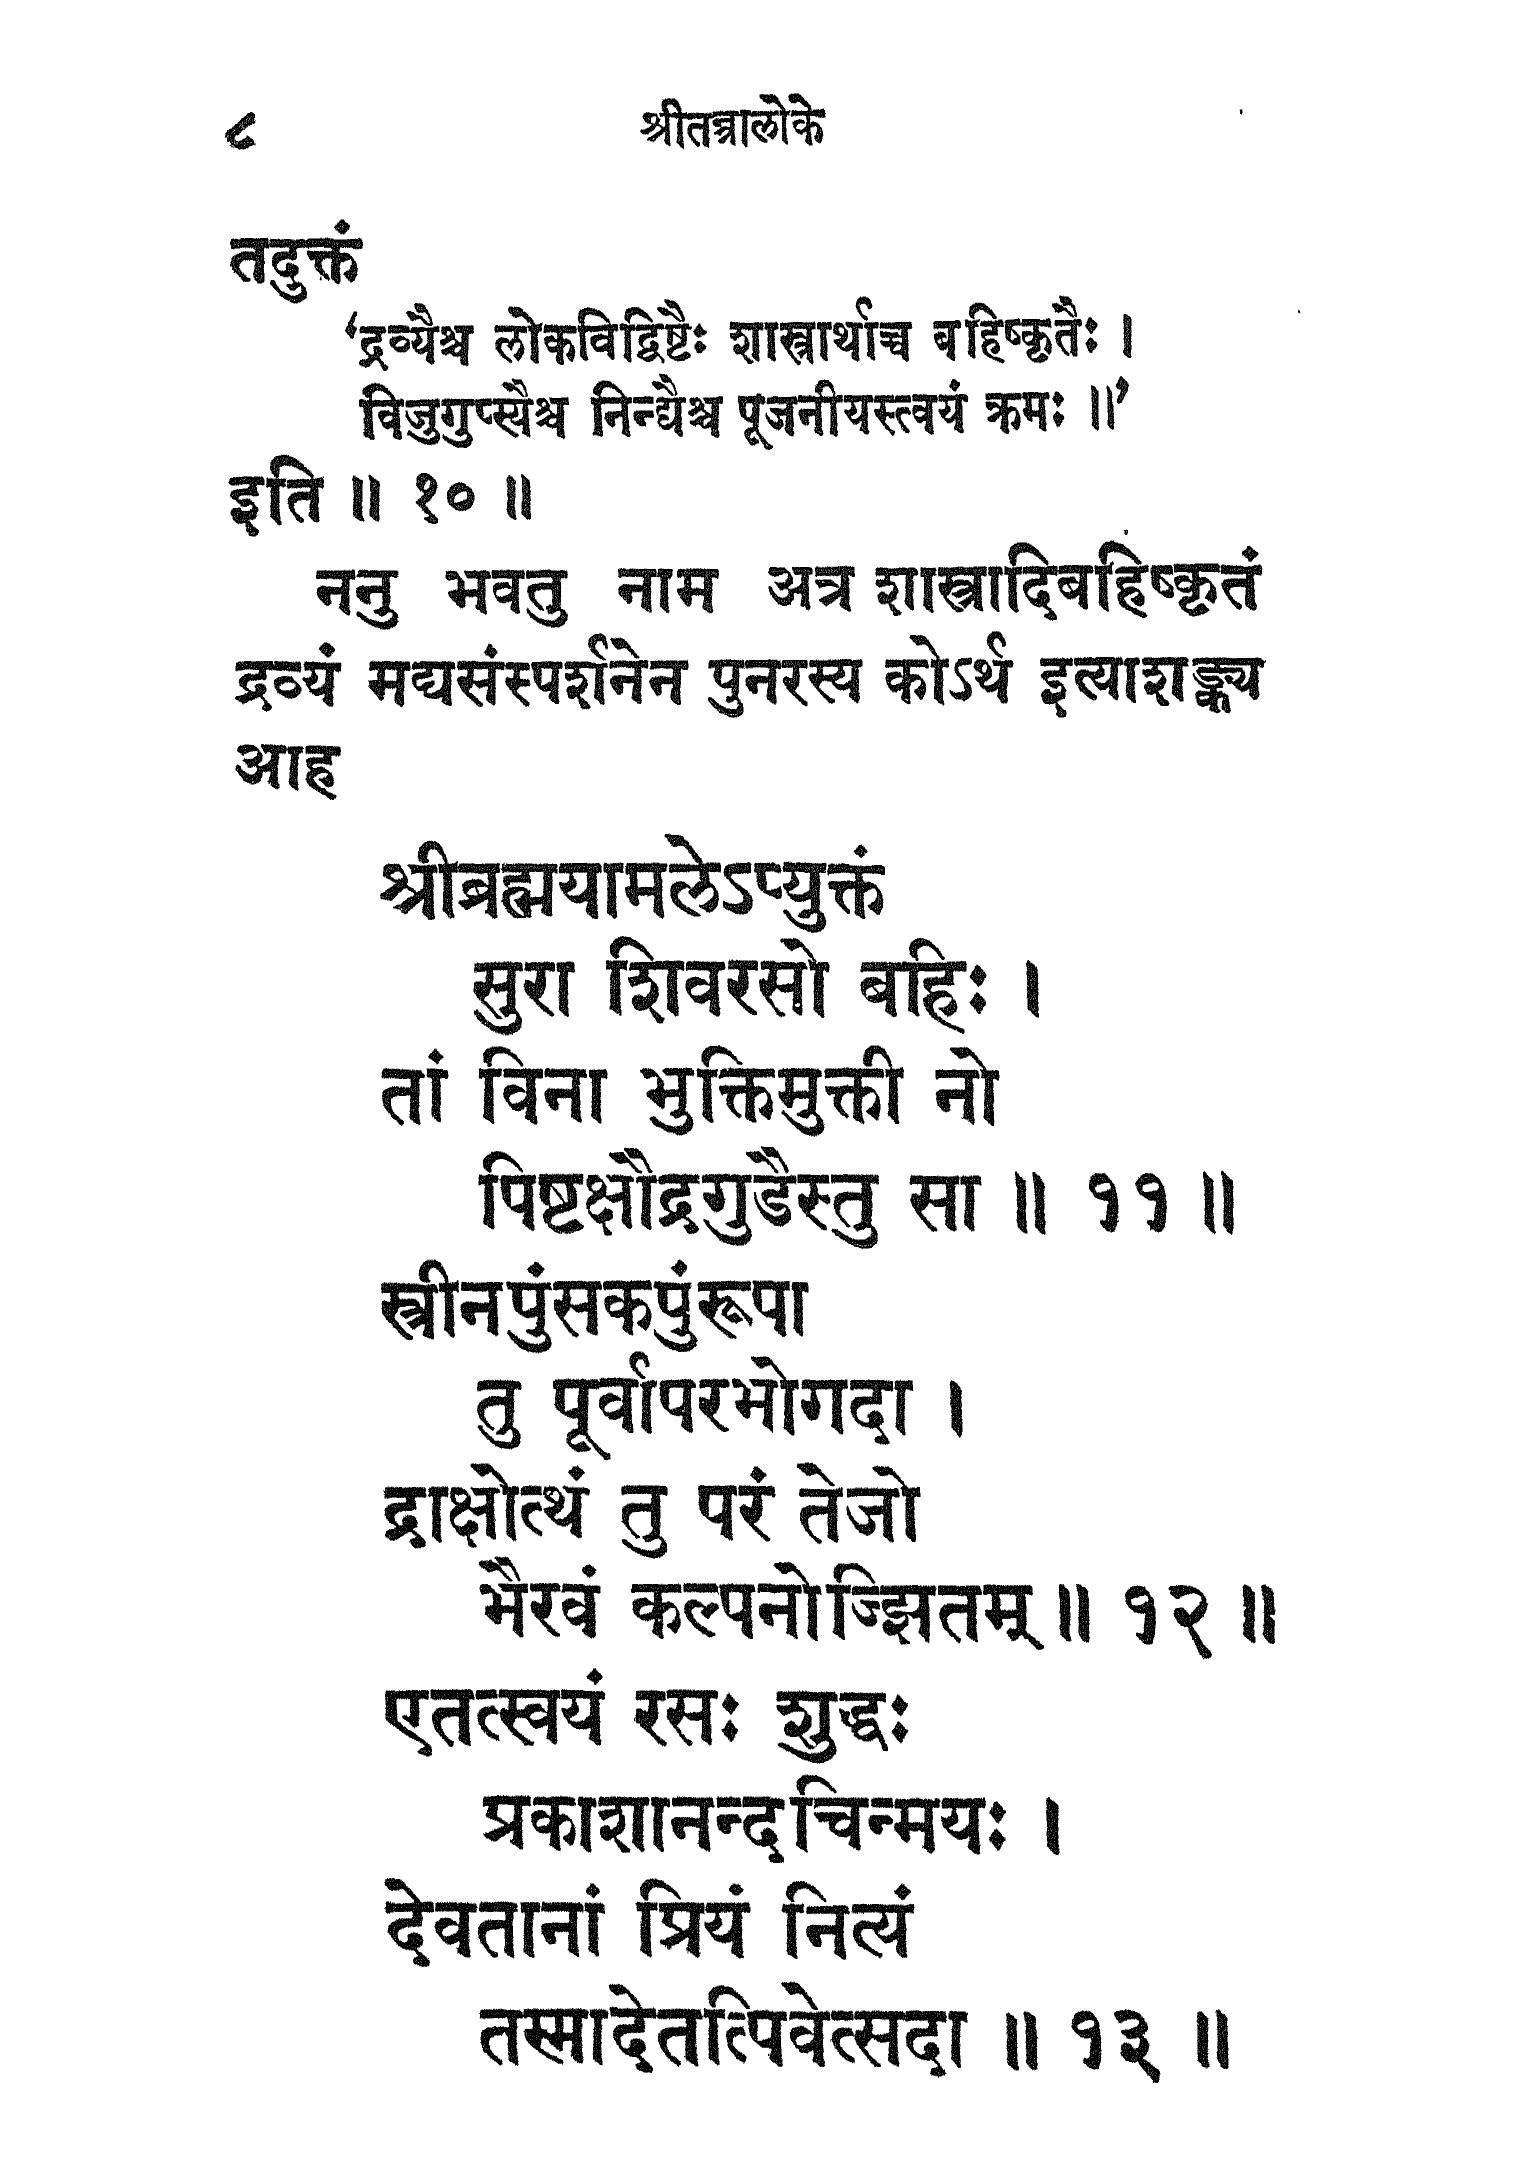 ८ श्रीतन्त्रालोके
तदुक्तं
‘द्रव्यैश्च लोकविद्विष्टैः शास्त्रार्थाच्च बहिष्कृतैः ।
विजुगुप्स्यैश्च निन्द्यैश्च पूजनीयस्त्वयं क्रमः ॥’
इति ॥ १० ॥
ननु भवतु नाम अत्र शास्त्रादिबहिष्कृतं
द्रव्यं मद्यसंस्पर्शनेन पुनरस्य कोऽर्थ इत्याशङ्क्य
आह
श्रीब्रह्मयामलेऽप्युक्तं
सुरा शिवरसो बहिः ।
तां विना भुक्तिमुक्ती नो
पिष्टक्षौद्रगुडैस्तु सा ॥ ११ ॥
स्त्रीनपुंसकपुंरूपा
तु पूर्वापरभोगदा ।
द्राक्षोत्थं तु परं तेजो
भैरवं कल्पनोज्झितम् ॥ १२ ॥
एतत्स्वयं रसः शुद्धः
प्रकाशानन्दचिन्मयः ।
देवतानां प्रियं नित्यं
तस्मादेतत्पिवेत्सदा ॥ १३ ॥